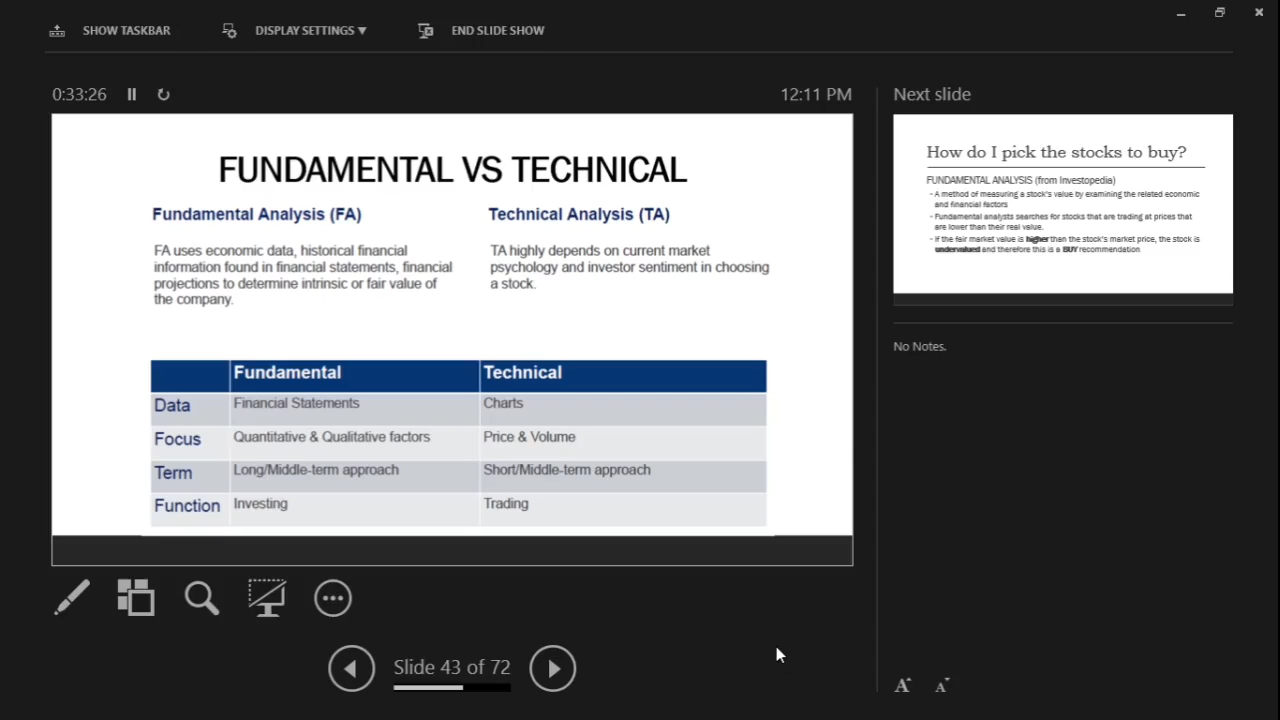 SHOW TASKBAR DISPLAY SETTINGS ▼ END SLIDE SHOW
0:33:26 12:11 PM
FUNDAMENTAL VS TECHNICAL
Fundamental Analysis (FA)
FA uses economic data, historical financial
information found in financial statements, financial
projections to determine intrinsic or fair value of
the company.
Technical Analysis (TA)
TA highly depends on current market
psychology and investor sentiment in choosing
a stock.
Fundamental Technical
Data Financial Statements Charts
Focus Quantitative & Qualitative factors Price & Volume
Term Long/Middle-term approach Short/Middle-term approach
Function Investing Trading
Slide 43 of 72
Next slide
How do I pick the stocks to buy?
FUNDAMENTAL ANALYSIS (from Investopedia)
- A method of measuring a stock's value by examining the related economic
and financial factors
- Fundamental analysts searches for stocks that are trading at prices that
are lower than their real value.
- If the fair market value is higher than the stock's market price, the stock is
undervalued and therefore this is a BUY recommendation
No Notes.
A A